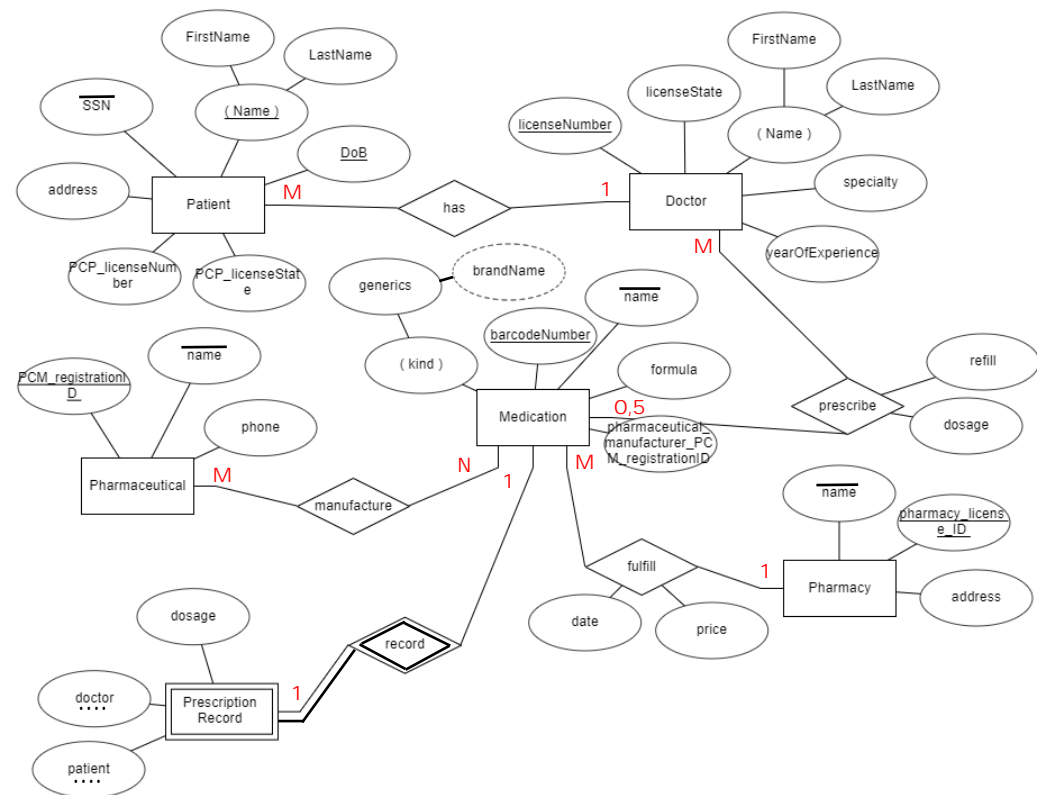 FirstName
LastName
SSN
( Name )
DoB
address
Patient
M
PCP_licenseNum
ber
PCP_licenseStat
e
has
1
FirstName
LastName
licenseState
licenseNumber
( Name )
specialty
Doctor
M
yearOfExperience
brandName
generics
name
barcodeNumber
( kind )
formula
Medication
0,5
pharmaceutical_
manufacturer_PC
M_registrationID
N
1
M
refill
prescribe
dosage
name
PCM_registrationI
D
phone
Pharmaceutical
M
manufacture
name
pharmacy_licens
e_ID
fulfill
1
Pharmacy
address
date
price
dosage
record
doctor
Prescription
Record
1
patient